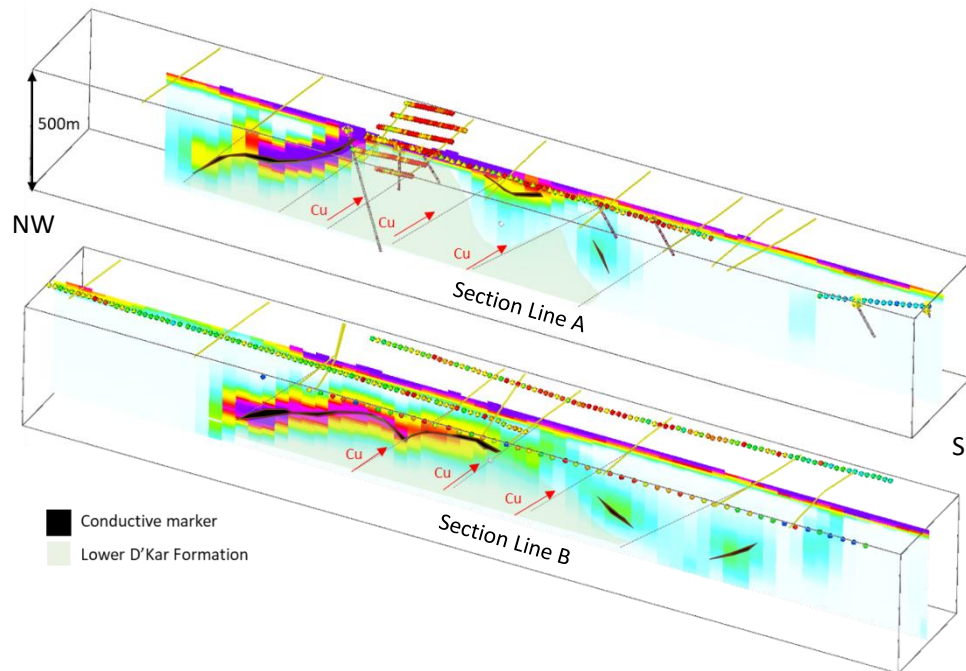 500m
NW
Cu
Cu
Cu
Section Line A
S
Cu
Cu
Cu
Section Line B
Conductive marker
Lower D'Kar Formation